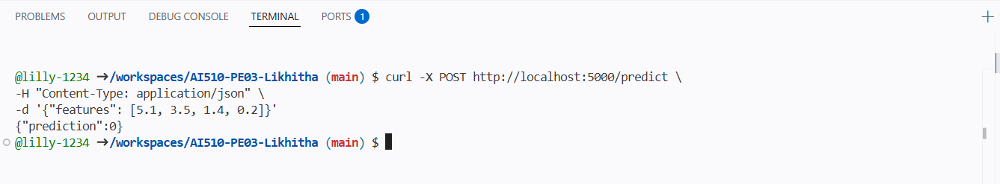 PROBLEMS OUTPUT DEBUG CONSOLE TERMINAL PORTS 1
@lilly-1234 ➜/workspaces/AI510-PE03-Likhitha (main) $ curl -X POST http://localhost:5000/predict \
-H "Content-Type: application/json" \
-d '{"features": [5.1, 3.5, 1.4, 0.2]}'
{"prediction":0}
@lilly-1234 ➜/workspaces/AI510-PE03-Likhitha (main) $